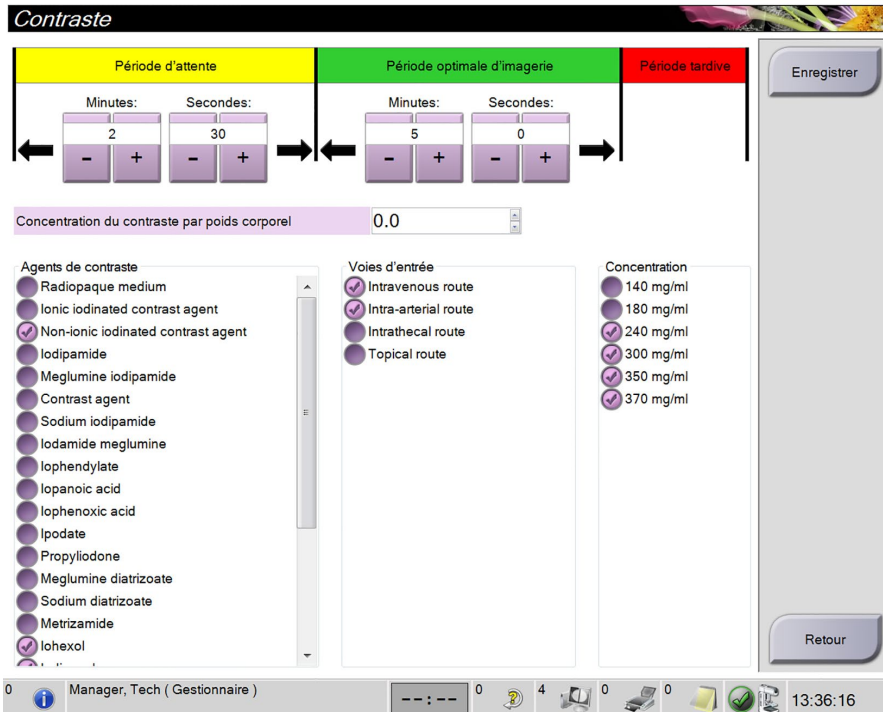 Contraste
Période d'attente
Période optimale d'imagerie
Période tardive
Enregistrer
Minutes: Secondes:
2 30
- + - +
Minutes: Secondes:
5 0
- + - +
Concentration du contraste par poids corporel 0.0
Agents de contraste
Radiopaque medium
Ionic iodinated contrast agent
Non-ionic iodinated contrast agent
Iodipamide
Meglumine iodipamide
Contrast agent
Sodium iodipamide
Iodamide meglumine
Iophendylate
Iopanoic acid
Iophenoxic acid
Ipodate
Propyliodone
Meglumine diatrizoate
Sodium diatrizoate
Metrizamide
Iohexol
Voies d'entrée
Intravenous route
Intra-arterial route
Intrathecal route
Topical route
Concentration
140 mg/ml
180 mg/ml
240 mg/ml
300 mg/ml
350 mg/ml
370 mg/ml
Retour
0 Manager, Tech ( Gestionnaire ) --:-- 0 4 0 0 13:36:16